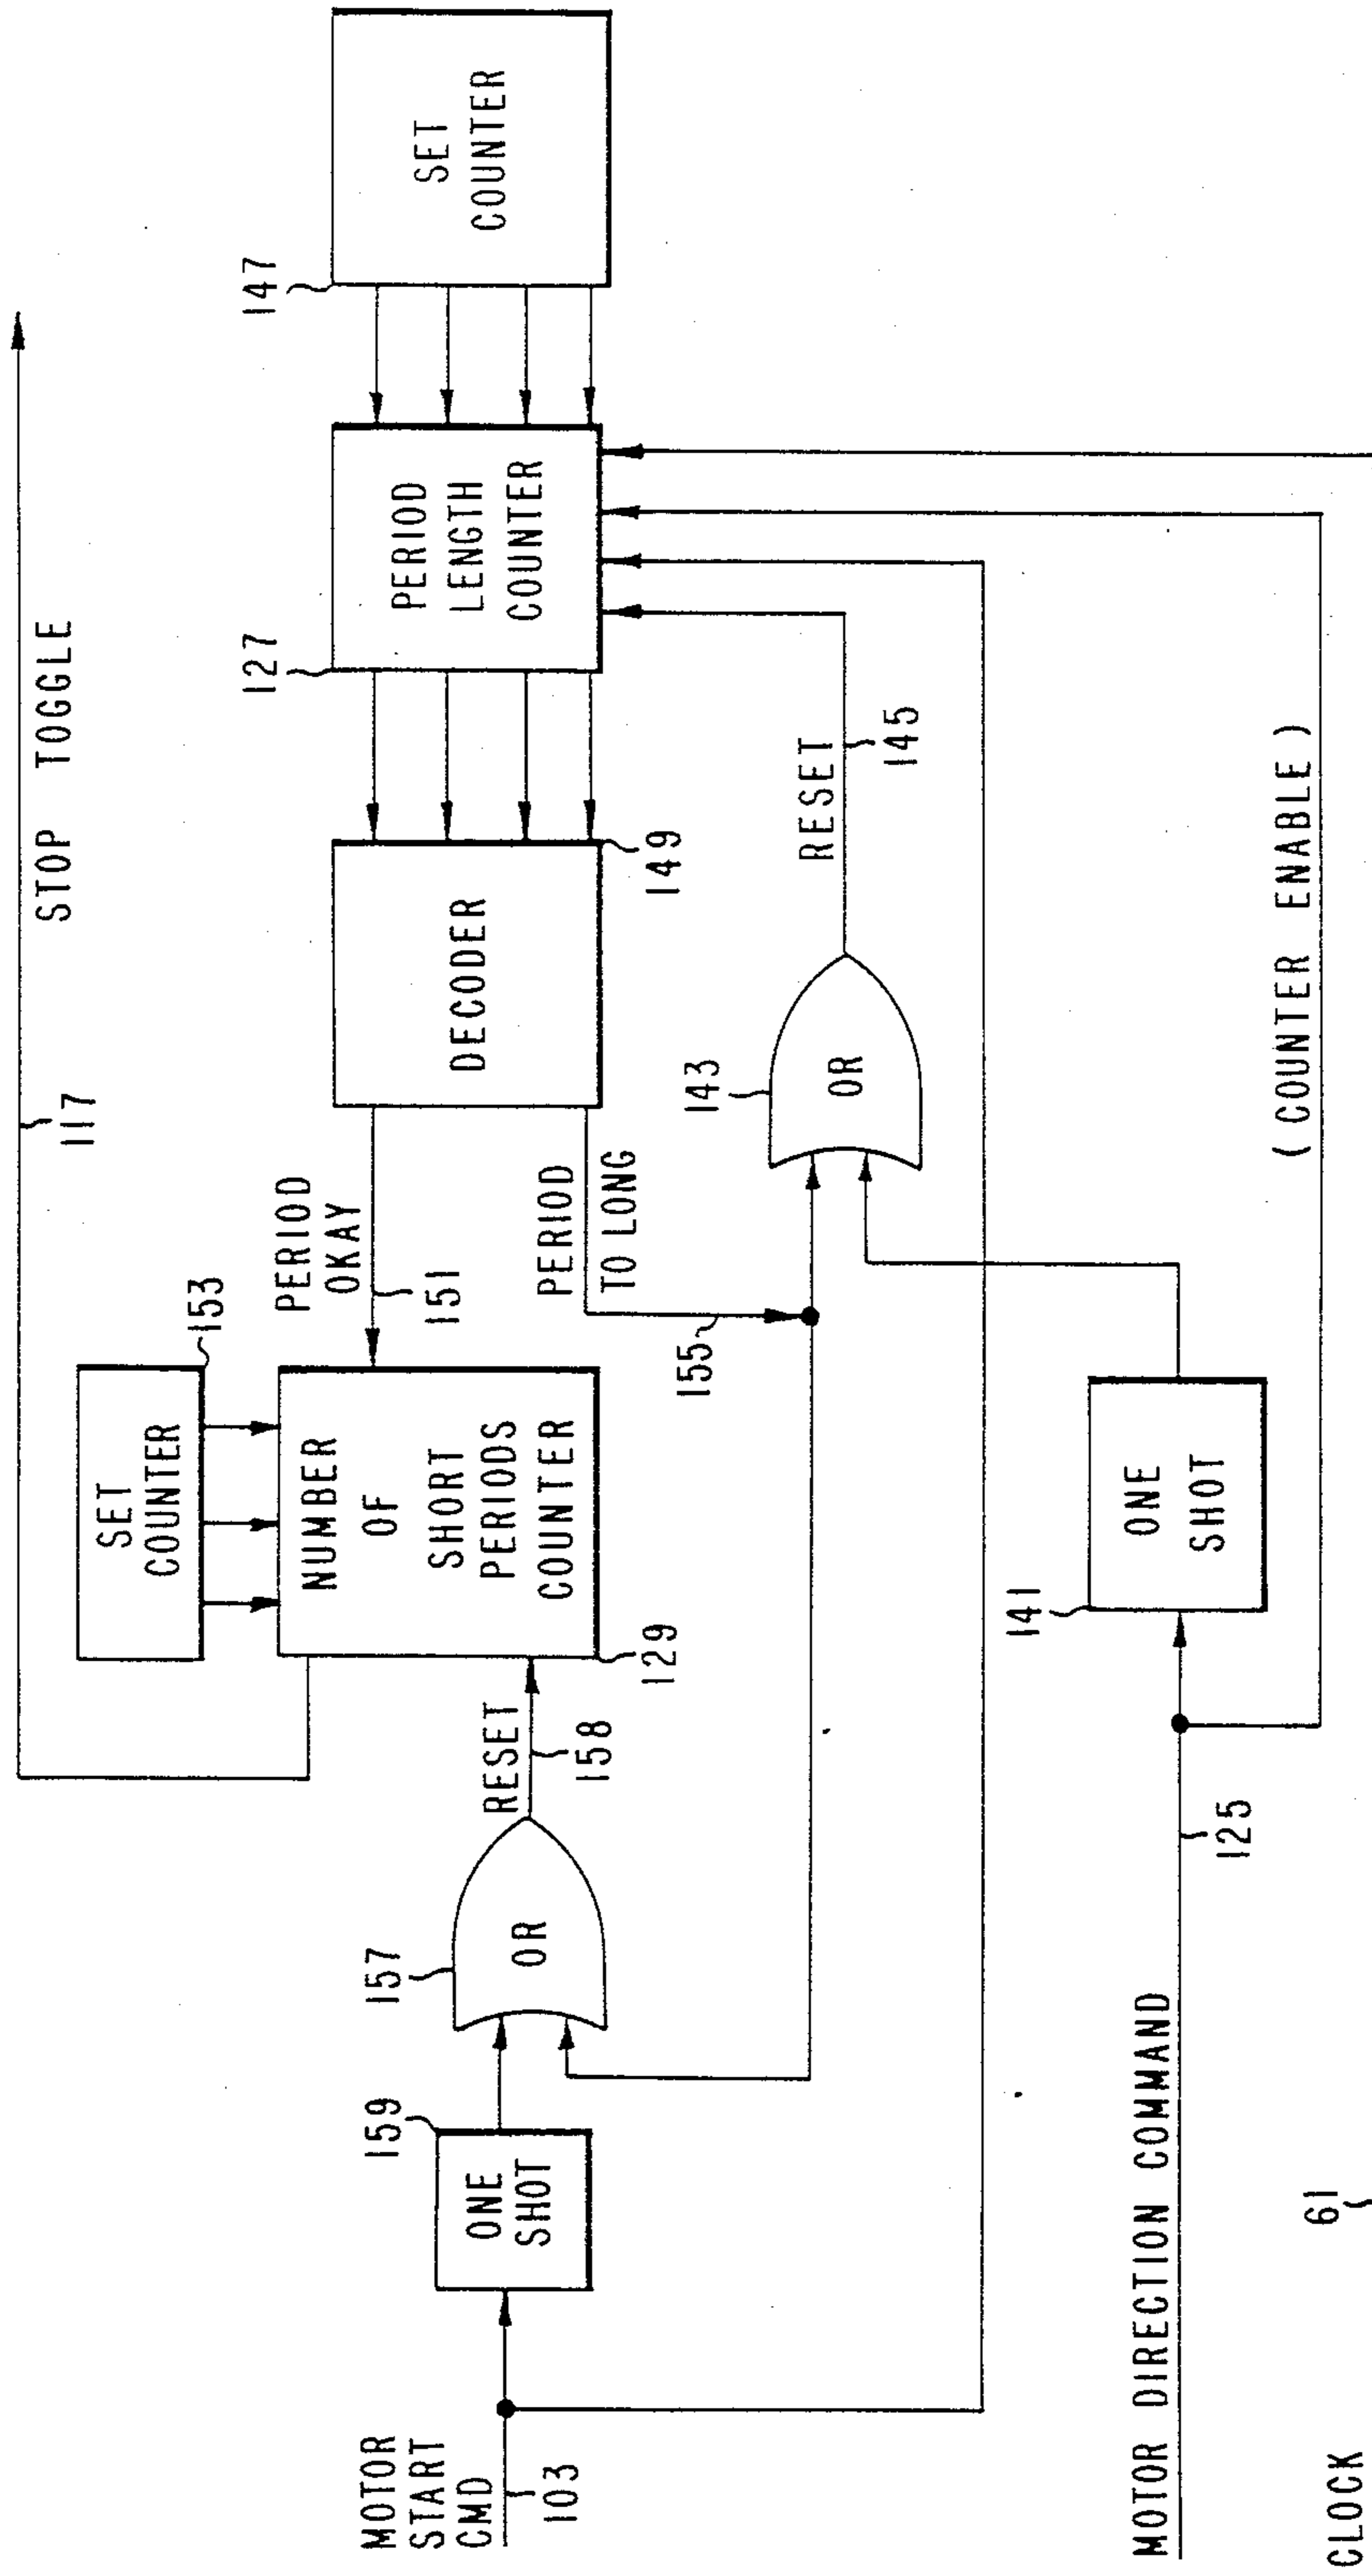 117
STOP TOGGLE
SET
COUNTER
153
PERIOD
OKAY
151
127
147
NUMBER
OF
SHORT
PERIODS
COUNTER
129
DECODER
149
PERIOD
LENGTH
COUNTER
SET
COUNTER
MOTOR
START
CMD
103
159
ONE
SHOT
157
OR
RESET
158
PERIOD
TO LONG
155
143
OR
RESET
145
MOTOR DIRECTION COMMAND
125
141
ONE
SHOT
( COUNTER ENABLE )
CLOCK
61